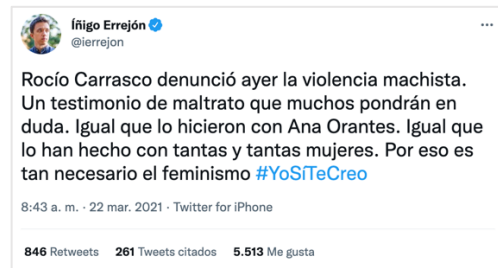 Íñigo Errejón
@ierrejon
Rocío Carrasco denunció ayer la violencia machista.
Un testimonio de maltrato que muchos pondrán en
duda. Igual que lo hicieron con Ana Orantes. Igual que
lo han hecho con tantas y tantas mujeres. Por eso es
tan necesario el feminismo #YoSíTeCreo
8:43 a. m. · 22 mar. 2021 · Twitter for iPhone
846 Retweets 261 Tweets citados 5.513 Me gusta